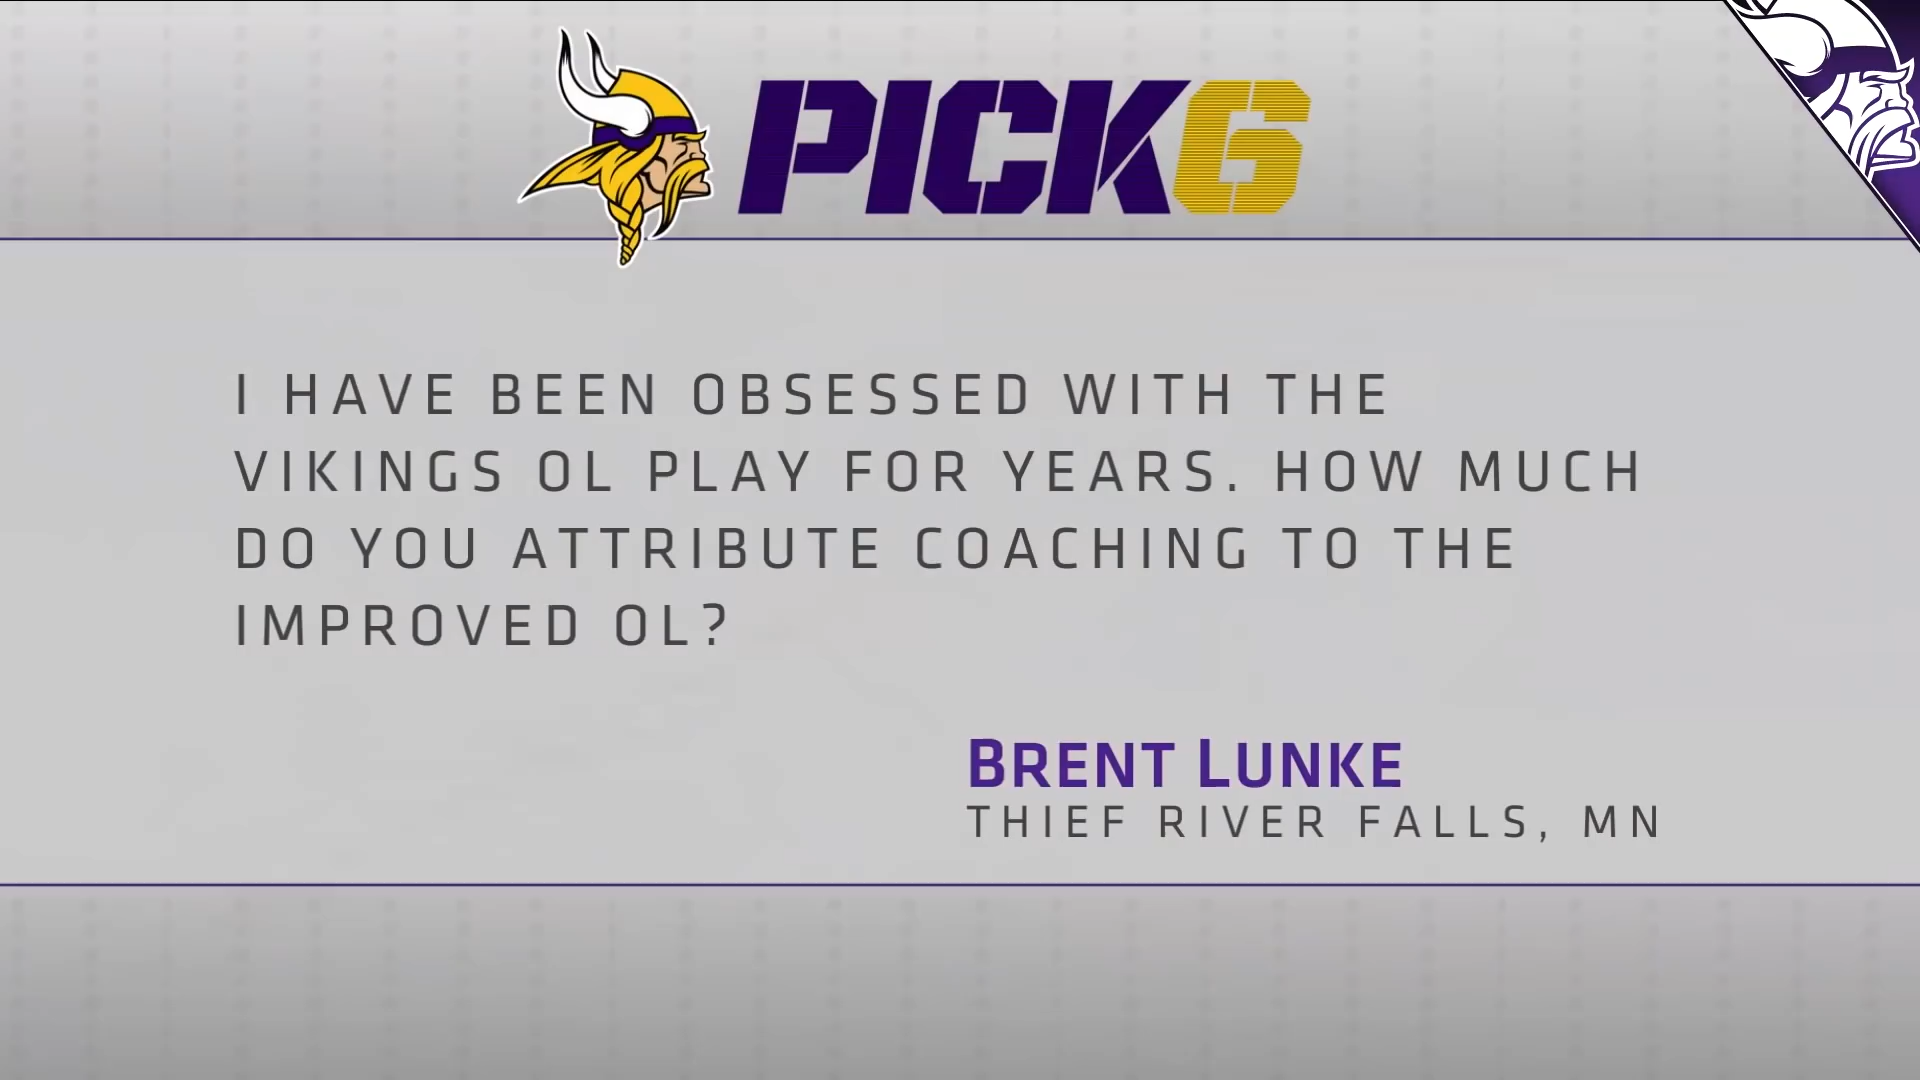 PICK6
I HAVE BEEN OBSESSED WITH THE
VIKINGS OL PLAY FOR YEARS. HOW MUCH
DO YOU ATTRIBUTE COACHING TO THE
IMPROVED OL?
BRENT LUNKE
THIEF RIVER FALLS, MN